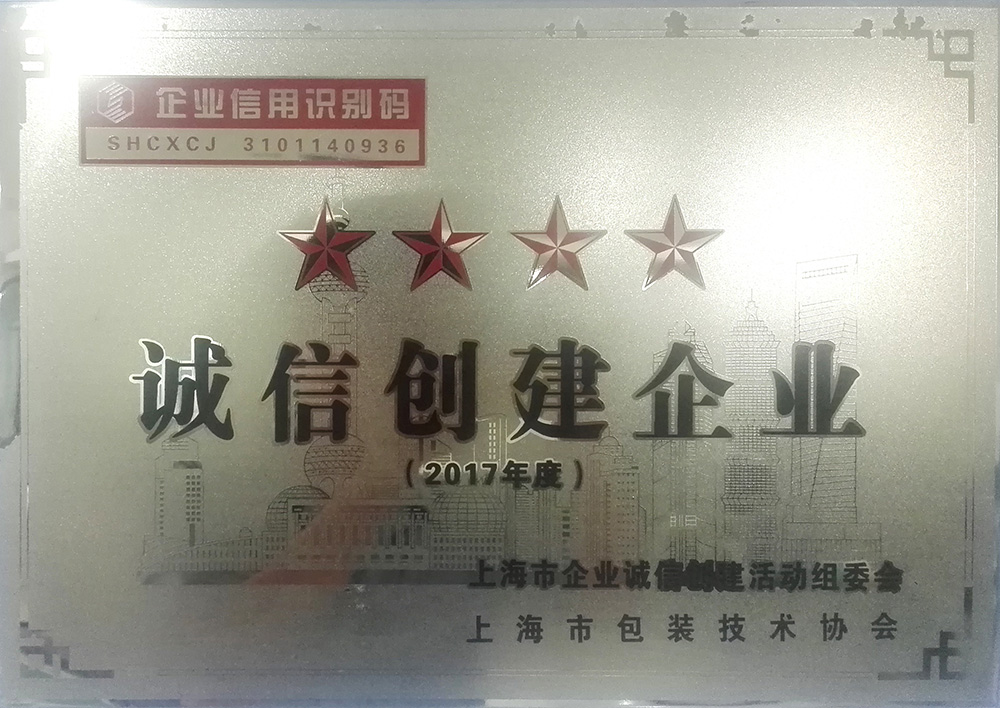 企业信用识别码
SHCXCJ 3101140936
诚信创建企业
(2017年度)
上海市企业诚信创建活动组委会
上海市包装技术协会